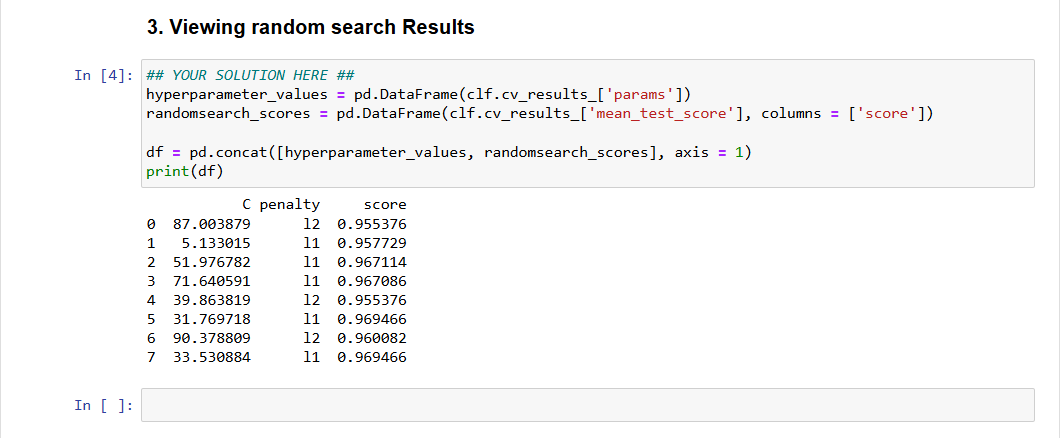 3. Viewing random search Results
In [4]: ## YOUR SOLUTION HERE ##
hyperparameter_values = pd.DataFrame(clf.cv_results_['params'])
randomsearch_scores = pd.DataFrame(clf.cv_results_['mean_test_score'], columns = ['score'])
df = pd.concat([hyperparameter_values, randomsearch_scores], axis = 1)
print(df)
C penalty score
0 87.003879 l2 0.955376
1 5.133015 l1 0.957729
2 51.976782 l1 0.967114
3 71.640591 l1 0.967086
4 39.863819 l2 0.955376
5 31.769718 l1 0.969466
6 90.378809 l2 0.960082
7 33.530884 l1 0.969466
In [ ]: